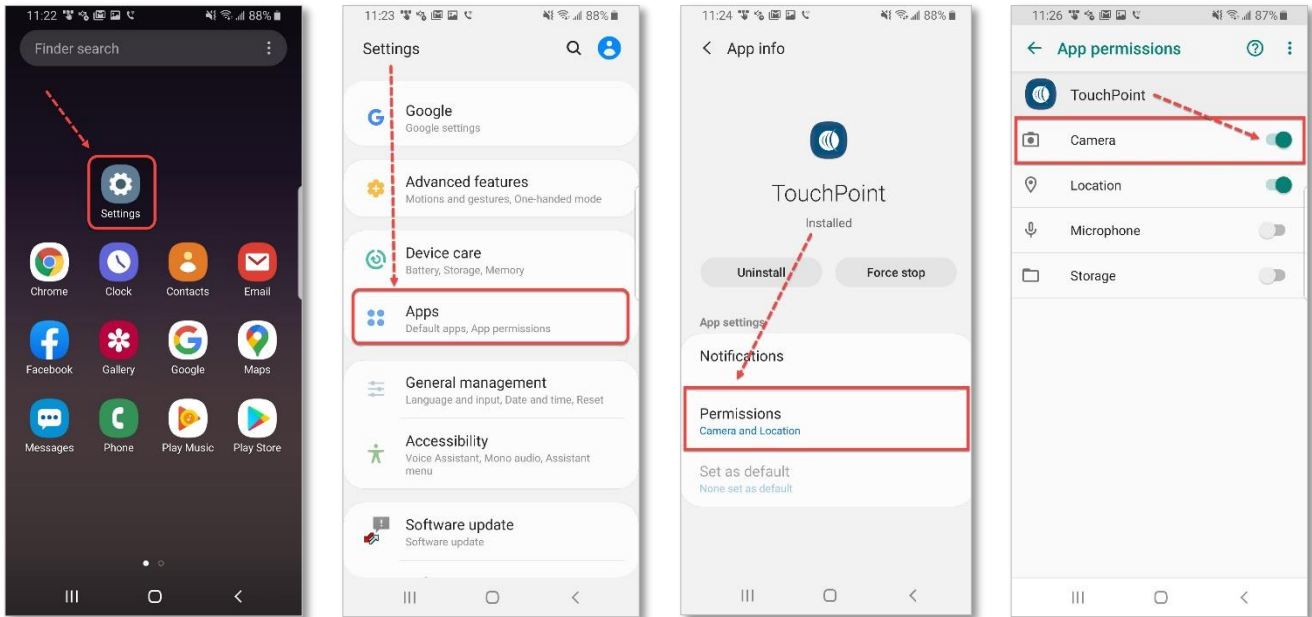 11:22
88%
Finder search
Settings
Chrome
Clock
Contacts
Email
Facebook
Gallery
Google
Maps
Messages
Phone
Play Music
Play Store
11:23
88%
Settings
Google
Google settings
Advanced features
Motions and gestures, One-handed mode
Device care
Battery, Storage, Memory
Apps
Default apps, App permissions
General management
Language and input, Date and time, Reset
Accessibility
Voice Assistant, Mono audio, Assistant
menu
Software update
Software update
11:24
88%
App info
TouchPoint
Installed
Uninstall
Force stop
App settings
Notifications
Permissions
Camera and Location
Set as default
None set as default
11:26
87%
App permissions
TouchPoint
Camera
Location
Microphone
Storage